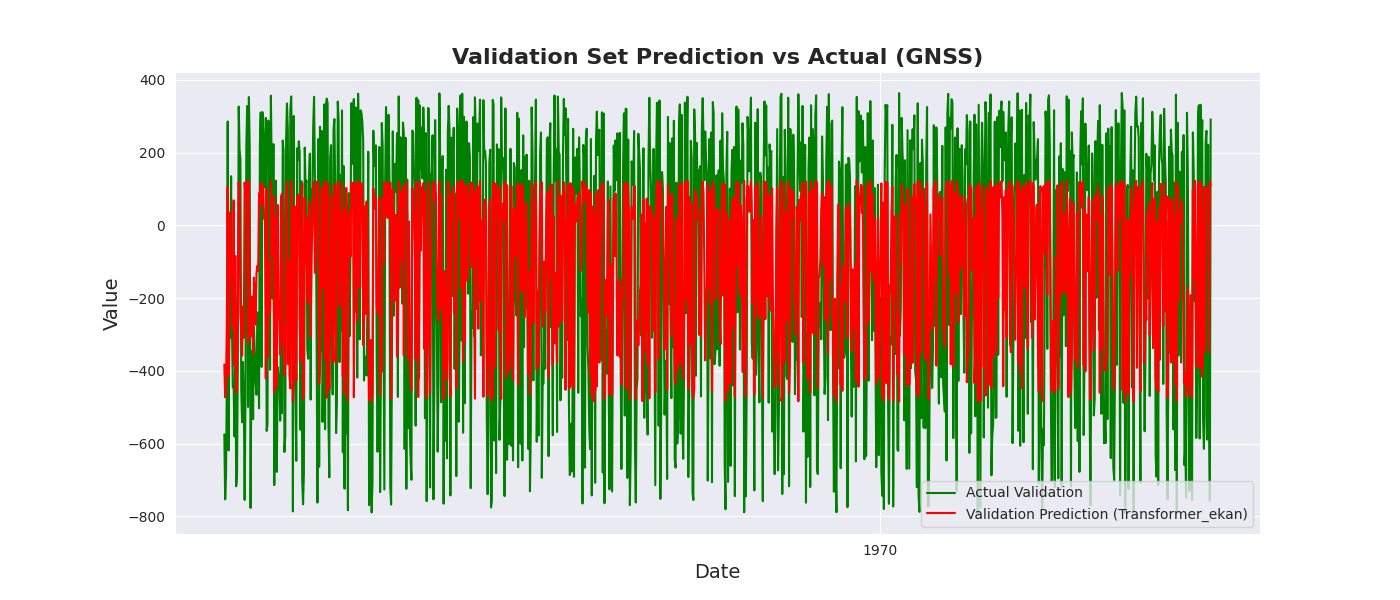 Validation Set Prediction vs Actual (GNSS)
400
200
0
−200
−400
−600
−800
Value
Actual Validation
Validation Prediction (Transformer_ekan)
1970
Date